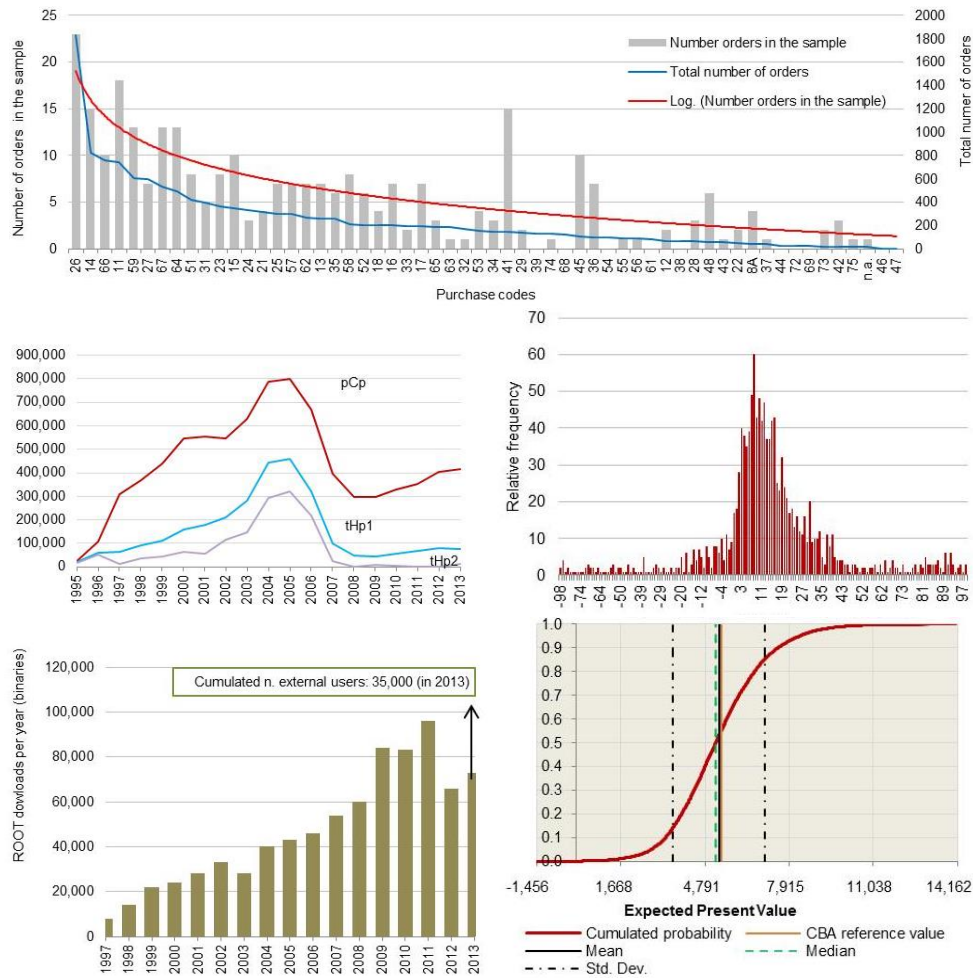 25
20
15
10
5
0
Number of orders in the sample
2000
1800
1600
1400
1200
1000
800
600
400
200
0
Total numer of orders
Number orders in the sample
Total number of orders
Log. (Number orders in the sample)
26 14 66 11 59 27 67 64 51 31 23 15 24 21 25 57 62 13 35 58 52 18 16 33 17 65 63 32 53 34 41 29 39 74 68 45 36 54 55 56 61 12 38 28 48 43 22 8A 37 44 72 69 73 42 75 n.a. 46 47
Purchase codes
900,000
800,000
700,000
600,000
500,000
400,000
300,000
200,000
100,000
0
pCp
tHp1
tHp2
1995 1996 1997 1998 1999 2000 2001 2002 2003 2004 2005 2006 2007 2008 2009 2010 2011 2012 2013
70
60
50
40
30
20
10
0
Relative frequency
-98 -74 -64 -56 -50 -39 -29 -20 -12 -4 3 11 19 27 35 43 51 60 66 73 81 89 97
120,000
100,000
80,000
60,000
40,000
20,000
0
ROOT dowloads per year (binaries)
Cumulated n. external users: 35,000 (in 2013)
1997 1998 1999 2000 2001 2002 2003 2004 2005 2006 2007 2008 2009 2010 2011 2012 2013
1.0
0.9
0.8
0.7
0.6
0.5
0.4
0.3
0.2
0.1
0.0
-1,456 1,668 4,791 7,915 11,038 14,162
Expected Present Value
Cumulated probability CBA reference value
Mean Median
Std. Dev.